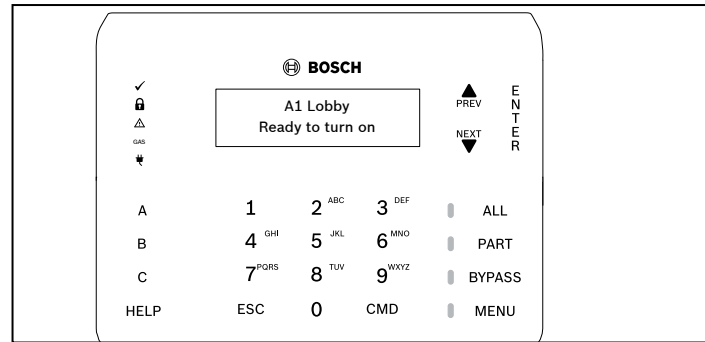 BOSCH
A1 Lobby
Ready to turn on
GAS
PREV
NEXT
ENTER
A 1 2 ABC 3 DEF ALL
B 4 GHI 5 JKL 6 MNO PART
C 7 PQRS 8 TUV 9 WXYZ BYPASS
HELP ESC 0 CMD MENU